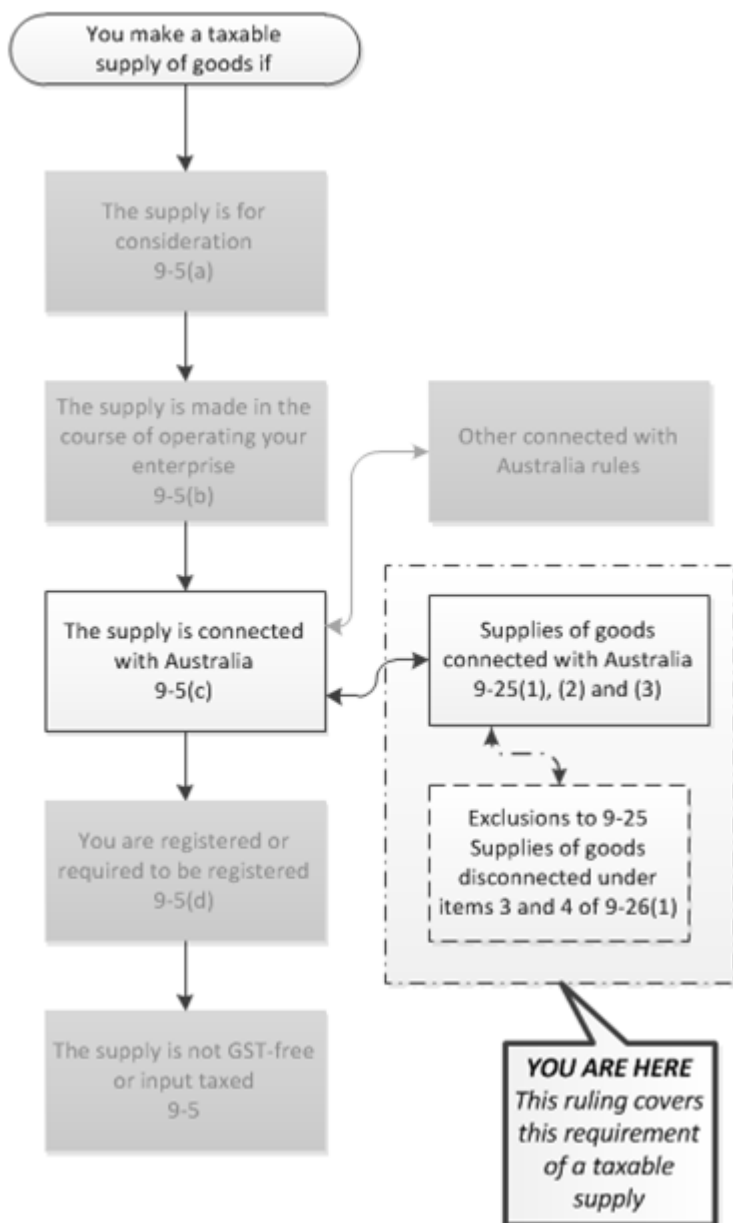 You make a taxable
supply of goods if
The supply is for
consideration
9-5(a)
The supply is made in the
course of operating your
enterprise
9-5(b)
Other connected with
Australia rules
The supply is connected
with Australia
9-5(c)
Supplies of goods
connected with Australia
9-25(1), (2) and (3)
Exclusions to 9-25
Supplies of goods
disconnected under
items 3 and 4 of 9-26(1)
You are registered or
required to be registered
9-5(d)
The supply is not GST-free
or input taxed
9-5
YOU ARE HERE
This ruling covers
this requirement
of a taxable
supply